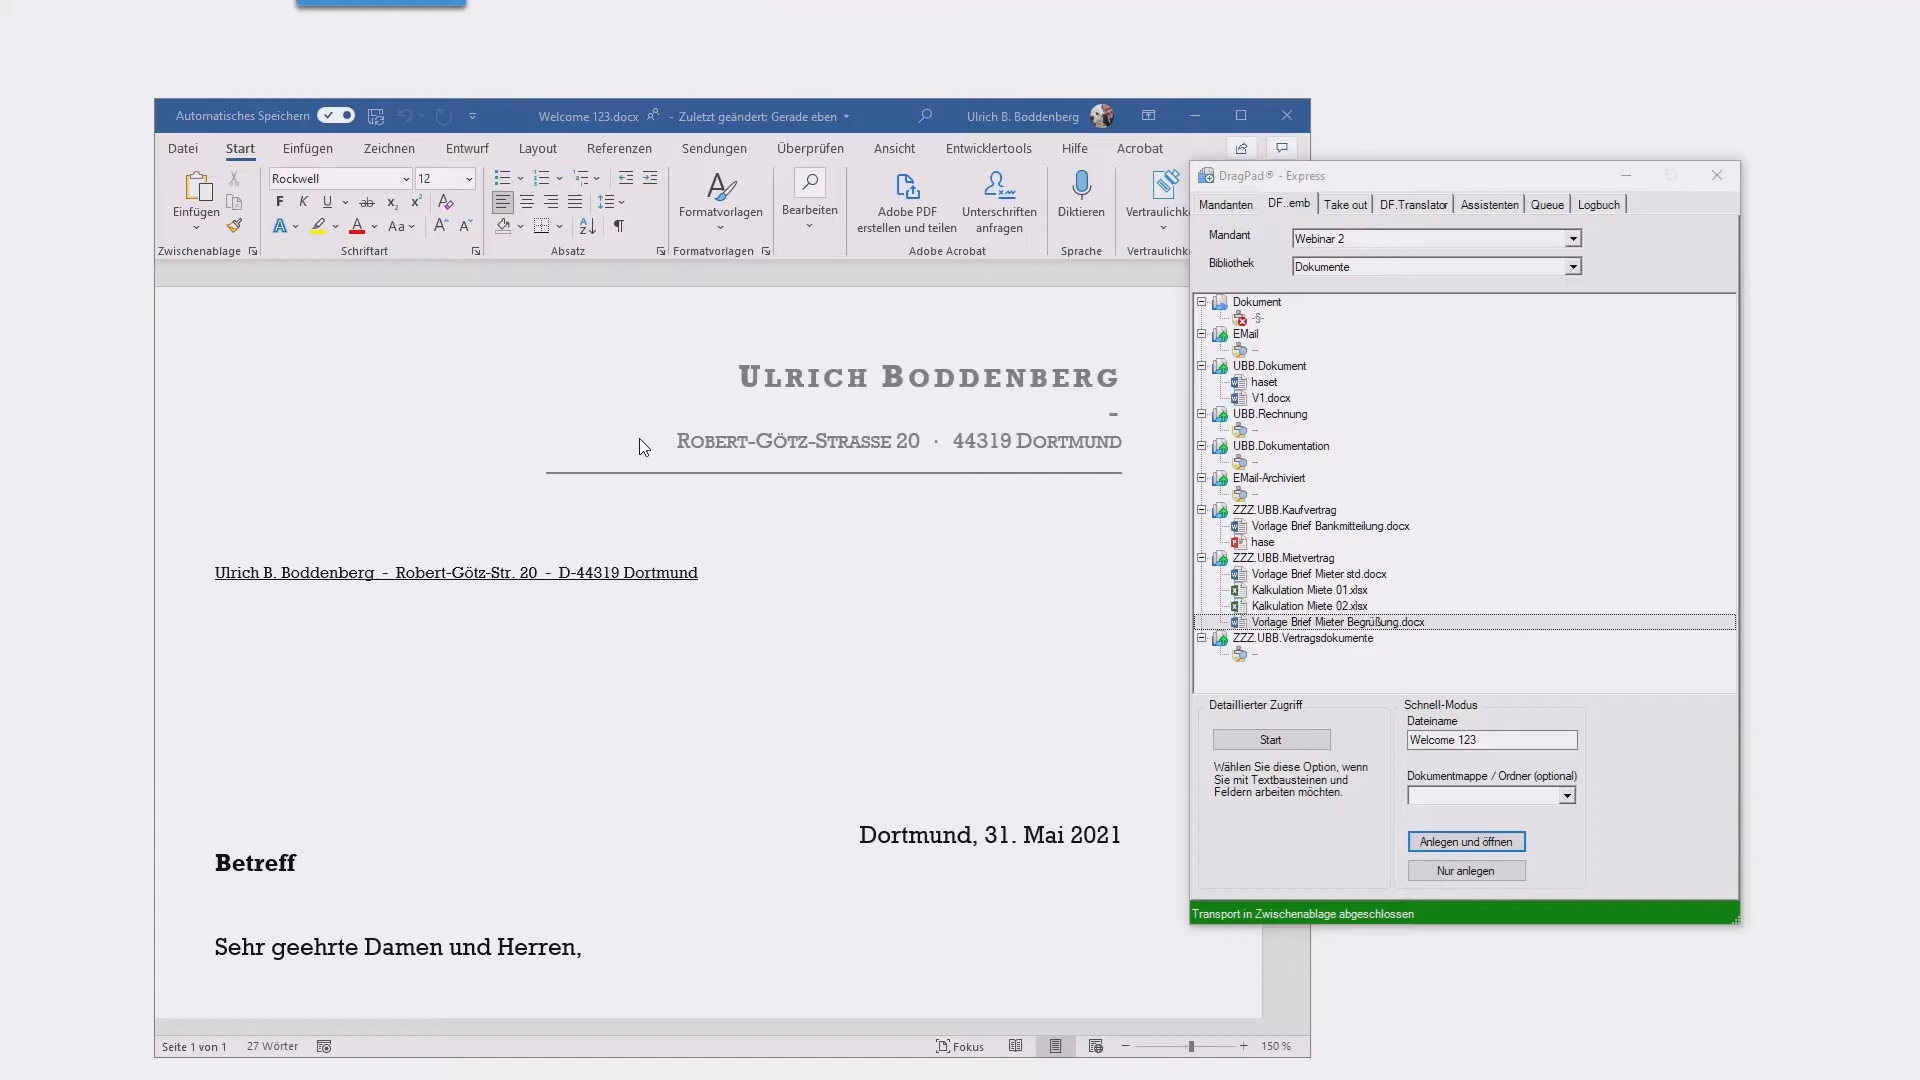 Automatisches Speichern
Welcome 123.docx - Zuletzt geändert: Gerade eben
Ulrich B. Boddenberg
Datei Start Einfügen Zeichnen Entwurf Layout Referenzen Sendungen Überprüfen Ansicht Entwicklertools Hilfe Acrobat
Rockwell 12
F K U ab x₂ x²
A A Aa A A
Einfügen
Formatvorlagen
Bearbeiten
Adobe PDF
erstellen und teilen
Unterschriften
anfragen
Diktieren
Vertraulichk
Zwischenablage Schriftart Absatz Formatvorlagen Adobe Acrobat Sprache Vertraulichk
ULRICH BODDENBERG
-
ROBERT-GÖTZ-STRASSE 20 · 44319 DORTMUND
Ulrich B. Boddenberg - Robert-Götz-Str. 20 - D-44319 Dortmund
Dortmund, 31. Mai 2021
Betreff
Sehr geehrte Damen und Herren,
Seite 1 von 1 27 Wörter
Fokus
150 %
DragPad® - Express
Mandanten DF..emb Take out DF.Translator Assistenten Queue Logbuch
Mandant Webinar 2
Bibliothek Dokumente
Dokument
-§-
EMail
--
UBB.Dokument
haset
V1.docx
UBB.Rechnung
--
UBB.Dokumentation
--
EMail-Archiviert
--
ZZZ.UBB.Kaufvertrag
Vorlage Brief Bankmitteilung.docx
hase
ZZZ.UBB.Mietvertrag
Vorlage Brief Mieter std.docx
Kalkulation Miete 01.xlsx
Kalkulation Miete 02.xlsx
Vorlage Brief Mieter Begrüßung.docx
ZZZ.UBB.Vertragsdokumente
--
Detaillierter Zugriff
Start
Wählen Sie diese Option, wenn
Sie mit Textbausteinen und
Feldern arbeiten möchten.
Schnell-Modus
Dateiname
Welcome 123
Dokumentmappe / Ordner (optional)
Anlegen und öffnen
Nur anlegen
Transport in Zwischenablage abgeschlossen